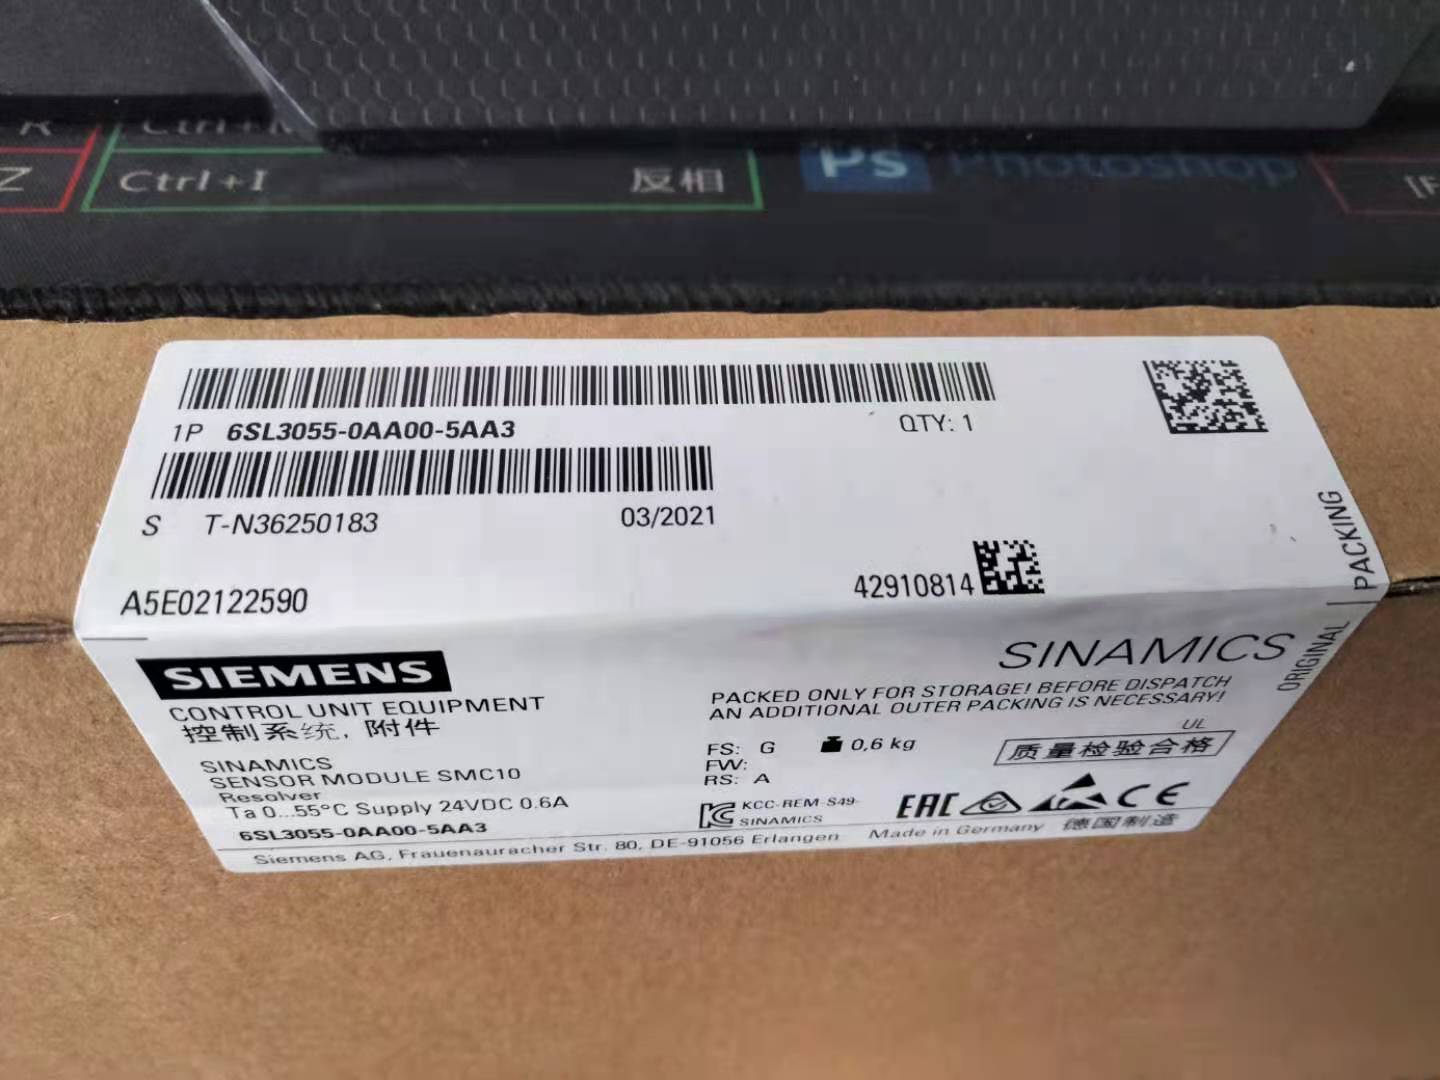 R
Z
Ctrl+I 反相
Ps Photoshop
1P 6SL3055-0AA00-5AA3 QTY: 1
S T-N36250183 03/2021
A5E02122590 42910814
ORIGINAL PACKING
SIEMENS
SINAMICS
CONTROL UNIT EQUIPMENT
控制系统, 附件
PACKED ONLY FOR STORAGE! BEFORE DISPATCH
AN ADDITIONAL OUTER PACKING IS NECESSARY!
UL
SINAMICS
SENSOR MODULE SMC10
Resolver
Ta 0...55°C Supply 24VDC 0.6A
6SL3055-0AA00-5AA3
FS: G 0,6 kg
FW:
RS: A
质量检验合格
KCC-REM-S49-
SINAMICS
EAC CE
Siemens AG, Frauenauracher Str. 80, DE-91056 Erlangen Made in Germany 德国制造